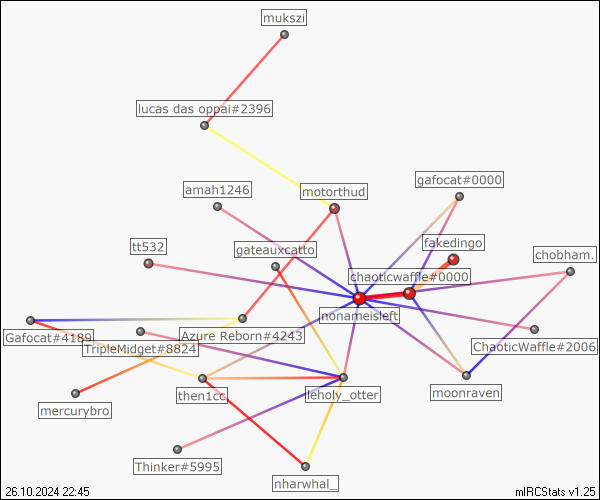 mukszi
lucas das oppai#2396
amah1246
motorthud
gafocat#0000
tt532
gateauxcatto
fakedingo
chobham.
chaoticwaffle#0000
nonameisleft
Gafocat#4189
Azure Reborn#4243
TripleMidget#8824
ChaoticWaffle#2006
mercurybro
then1cc
leholy_otter
moonraven
Thinker#5995
nharwhal_
26.10.2024 22:45
mIRCStats v1.25